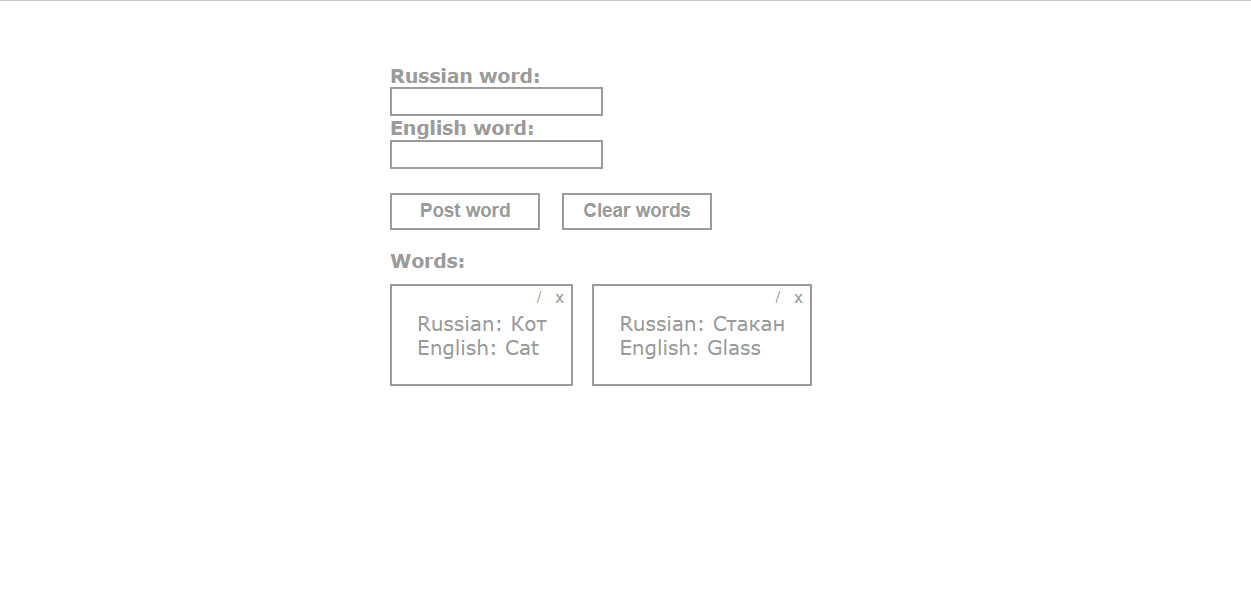 Russian word:
English word:
Post word Clear words
Words:
/ x
Russian: Кот
English: Cat
/ x
Russian: Стакан
English: Glass